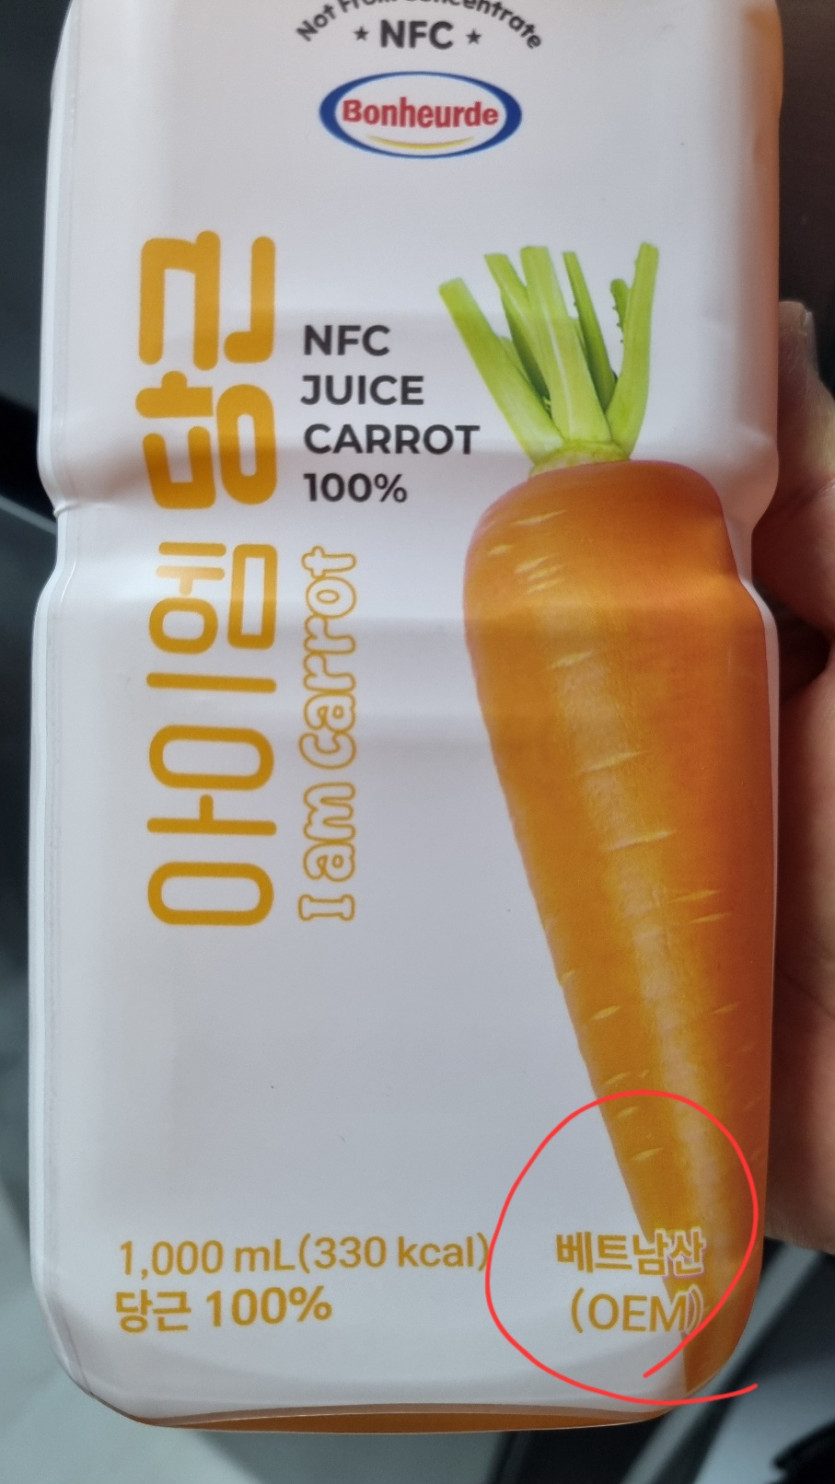 Not From Concentrate
★ NFC ★
Bonheurde
아이엠 당근
NFC
JUICE
CARROT
100%
I am Carrot
1,000 mL(330 kcal)
당근 100%
베트남산
(OEM)